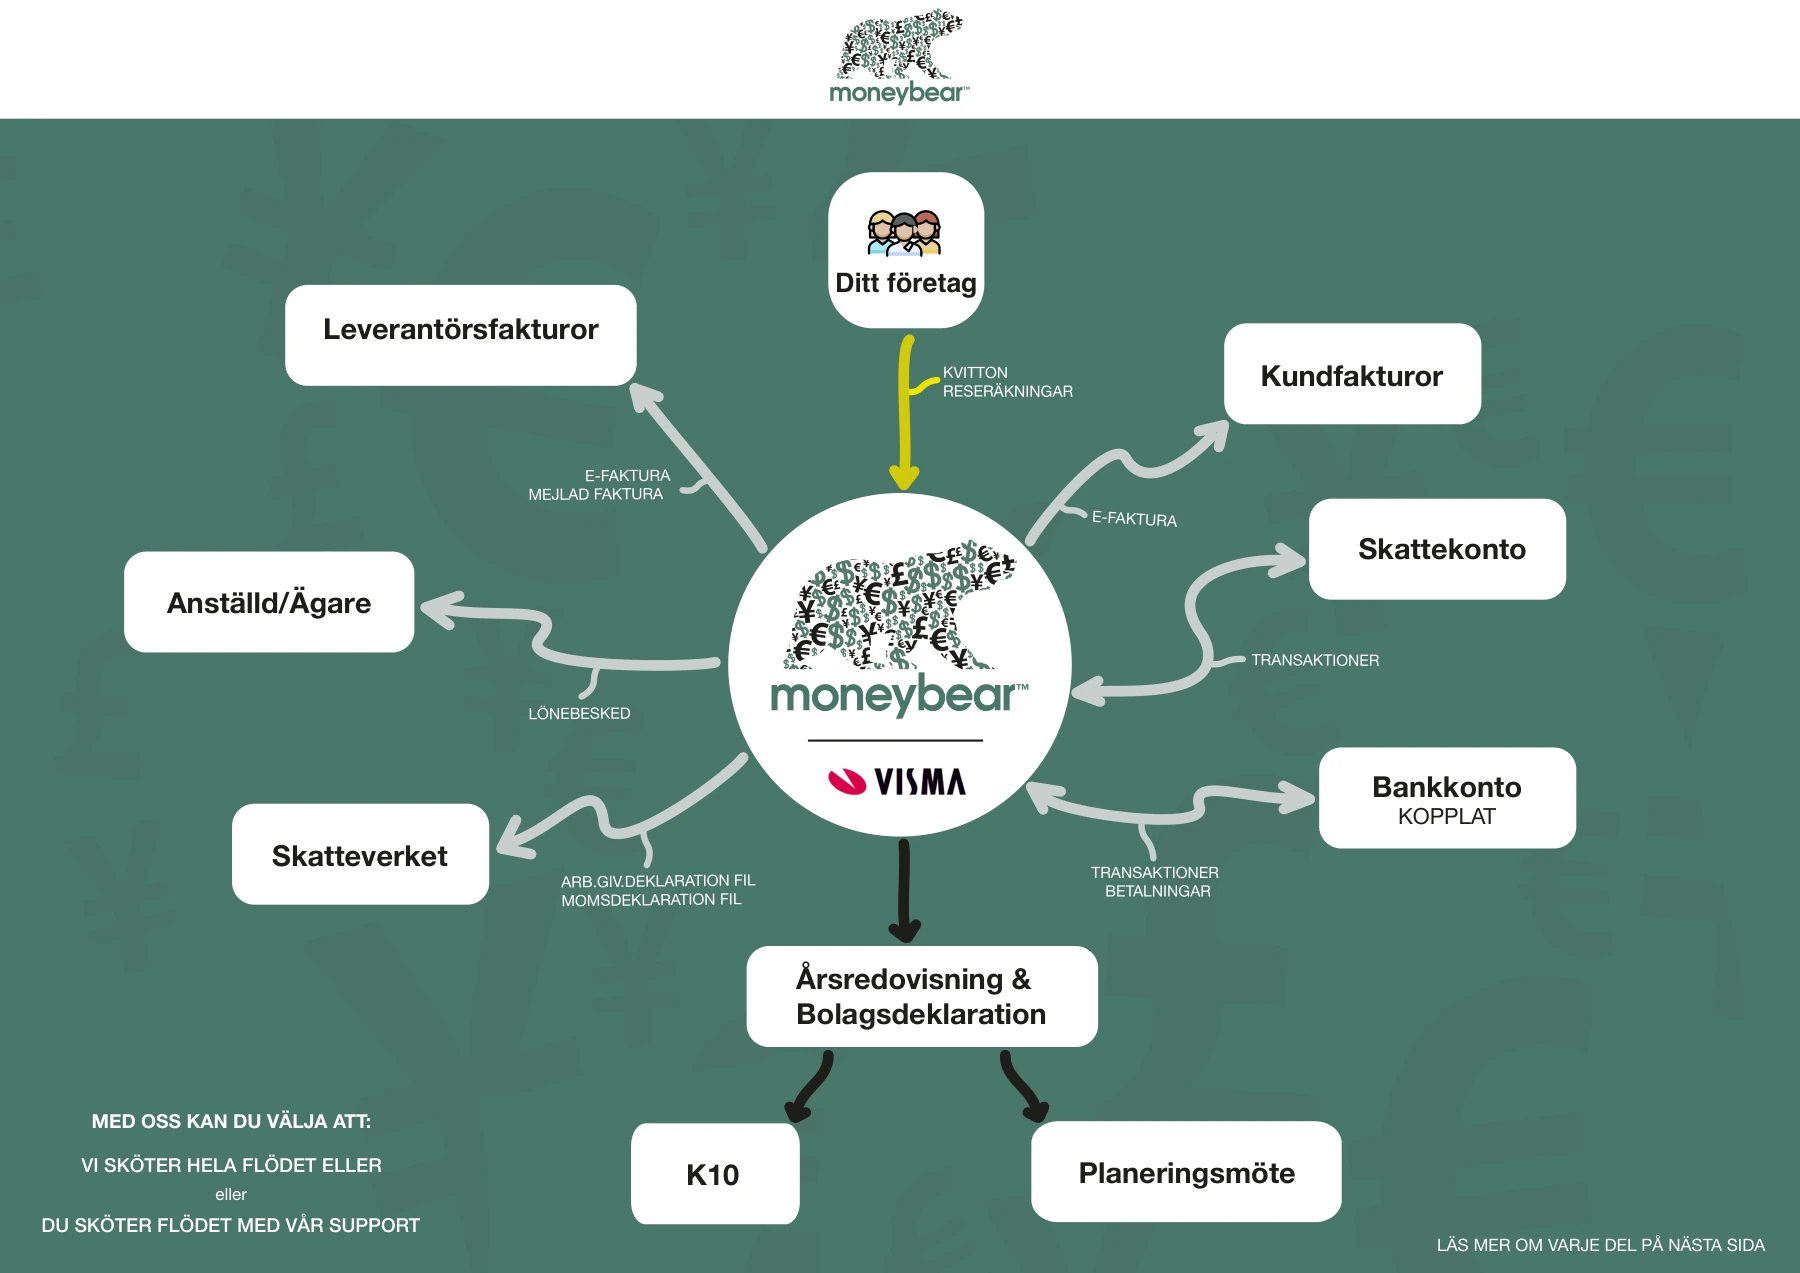 moneybear™
Ditt företag
KVITTON
RESERÄKNINGAR
Leverantörsfakturor
E-FAKTURA
MEJLAD FAKTURA
Kundfakturor
E-FAKTURA
Skattekonto
TRANSAKTIONER
Anställd/Ägare
LÖNEBESKED
moneybear™
VISMA
Bankkonto
KOPPLAT
TRANSAKTIONER
BETALNINGAR
Skatteverket
ARB.GIV.DEKLARATION FIL
MOMSDEKLARATION FIL
Årsredovisning &
Bolagsdeklaration
K10
Planeringsmöte
MED OSS KAN DU VÄLJA ATT:
VI SKÖTER HELA FLÖDET ELLER
eller
DU SKÖTER FLÖDET MED VÅR SUPPORT
LÄS MER OM VARJE DEL PÅ NÄSTA SIDA